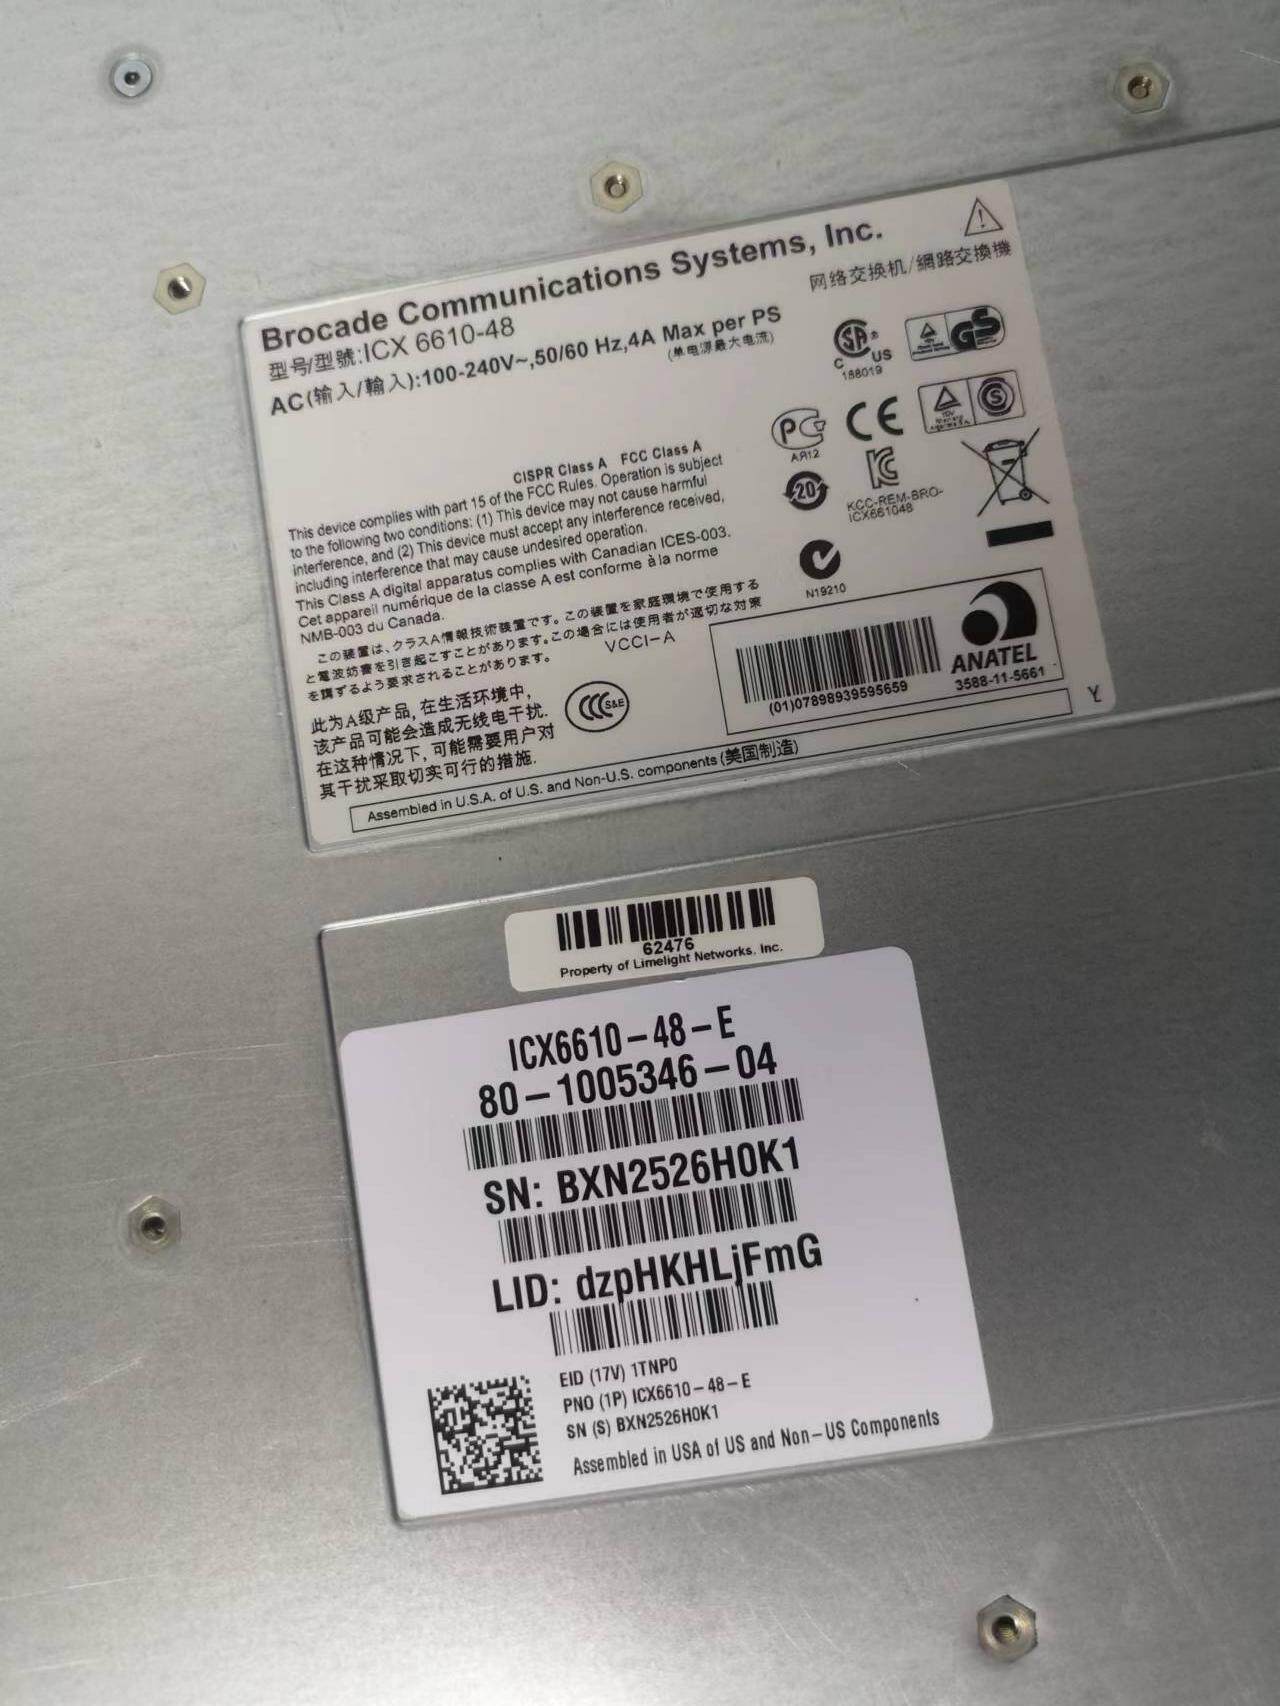 Brocade Communications Systems, Inc.
型号/型號:ICX 6610-48
网络交换机/網路交換機
AC(输入/輸入):100-240V~,50/60 Hz,4A Max per PS
(单电源最大电流)
SA®
C US
188019
GS
PG
АЯ12
CE
S
20
KCC-REM-BRO-
ICX661048
N19210
CISPR Class A FCC Class A
This device complies with part 15 of the FCC Rules. Operation is subject
to the following two conditions: (1) This device may not cause harmful
interference, and (2) This device must accept any interference received,
including interference that may cause undesired operation.
This Class A digital apparatus complies with Canadian ICES-003.
Cet appareil numérique de la classe A est conforme à la norme
NMB-003 du Canada.
この装置は、クラスA情報技術装置です。この装置を家庭環境で使用する
と電波妨害を引き起こすことがあります。この場合には使用者が適切な対策
を講ずるよう要求されることがあります。
VCCI-A
此为A级产品, 在生活环境中,
该产品可能会造成无线电干扰.
在这种情况下, 可能需要用户对
其干扰采取切实可行的措施.
CCC S&E
(01)07898939595659
ANATEL
3588-11-5661
Assembled in U.S.A. of U.S. and Non-U.S. components (美国制造)
62476
Property of Limelight Networks, Inc.
ICX6610-48-E
80-1005346-04
SN: BXN2526H0K1
LID: dzpHKHLjFmG
EID (17V) 1TNP0
PNO (1P) ICX6610-48-E
SN (S) BXN2526H0K1
Assembled in USA of US and Non-US Components